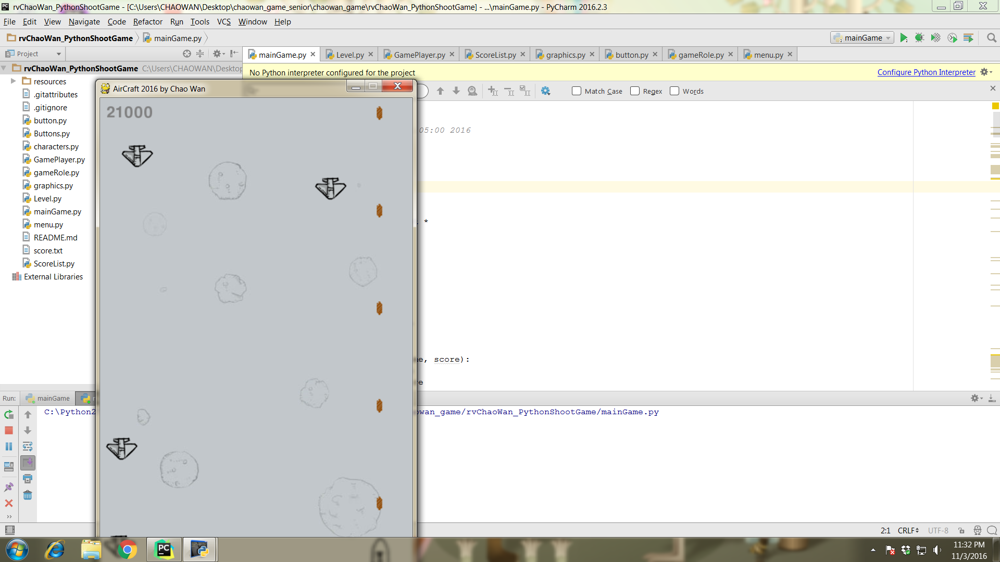 rvChaoWan_PythonShootGame - [C:\Users\CHAOWAN\Desktop\chaowan_game_senior\chaowan_game\rvChaoWan_PythonShootGame] - ...\mainGame.py - PyCharm 2016.2.3
File Edit View Navigate Code Refactor Run Tools VCS Window Help
rvChaoWan_PythonShootGame mainGame.py mainGame
Project mainGame.py Level.py GamePlayer.py ScoreList.py graphics.py button.py gameRole.py menu.py
rvChaoWan_PythonShootGame C:\Users\CHAOWAN\Desktop
No Python interpreter configured for the project Configure Python Interpreter
resources
AirCraft 2016 by Chao Wan
Match Case Regex Words
.gitattributes
.gitignore
21000
button.py
Buttons.py
05:00 2016
characters.py
GamePlayer.py
gameRole.py
graphics.py
Level.py
mainGame.py
*
menu.py
README.md
score.txt
ScoreList.py
External Libraries
e, score):
e
Run: mainGame
C:\Python2
owan_game/rvChaoWan_PythonShootGame/mainGame.py
2:1 CRLF UTF-8
PC
11:32 PM
11/3/2016